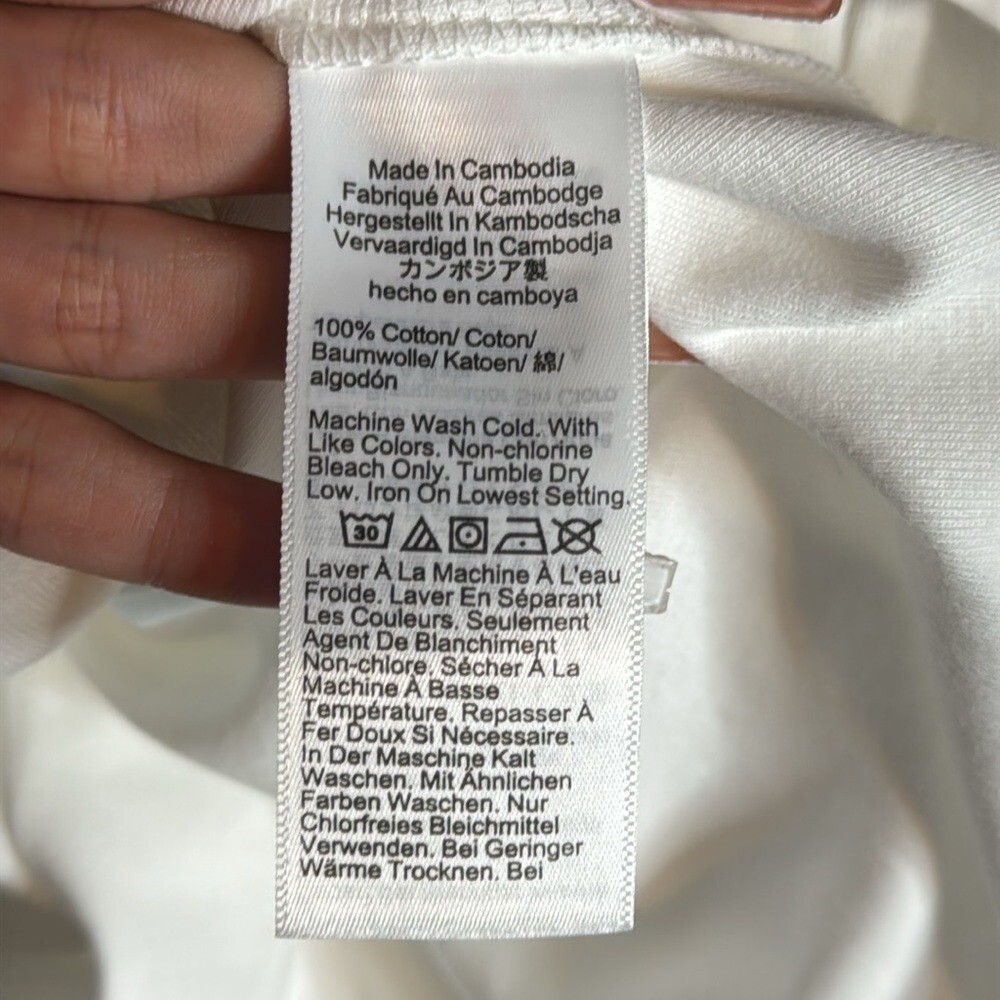 Made In Cambodia
Fabriqué Au Cambodge
Hergestellt In Kambodscha
Vervaardigd In Cambodja
カンボジア製
hecho en camboya
100% Cotton/ Coton/
Baumwolle/ Katoen/ 綿/
algodón
Machine Wash Cold. With
Like Colors. Non-chlorine
Bleach Only. Tumble Dry
Low. Iron On Lowest Setting.
30
Laver À La Machine À L'eau
Froide. Laver En Séparant
Les Couleurs. Seulement
Agent De Blanchiment
Non-chlore. Sécher À La
Machine À Basse
Température. Repasser À
Fer Doux Si Nécessaire.
In Der Maschine Kalt
Waschen. Mit Ähnlichen
Farben Waschen. Nur
Chlorfreies Bleichmittel
Verwenden. Bei Geringer
Wärme Trocknen. Bei